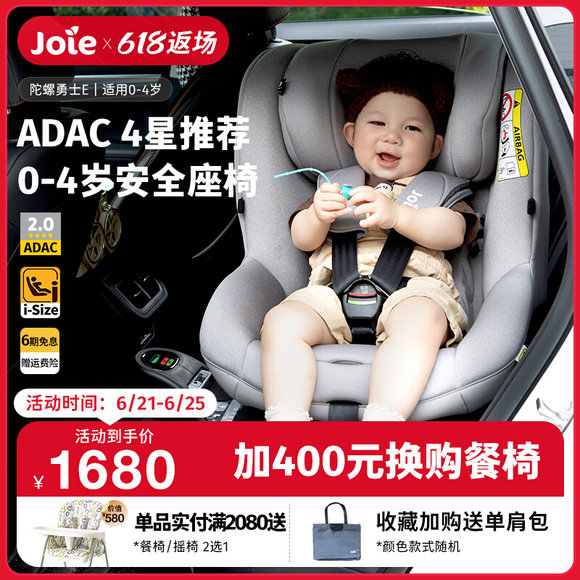 Joie × 618返场
陀螺勇士E | 适用0-4岁
ADAC 4星推荐
0-4岁安全座椅
2.0
★★★★
ADAC
i-Size
6期免息
赠运费险
AIRBAG
Joie
活动时间：6/21-6/25
活动到手价
¥1680
加400元换购餐椅
价值
¥580
单品实付满2080送
*餐椅/摇椅 2选1
收藏加购送单肩包
*颜色款式随机